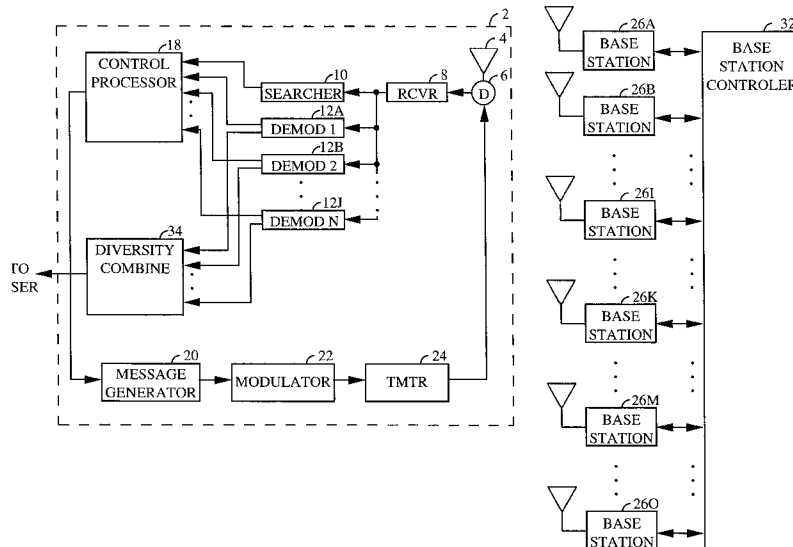 2
4
18
CONTROL
PROCESSOR
10
SEARCHER
8
RCVR
6
D
12A
DEMOD 1
12B
DEMOD 2
12J
DEMOD N
34
DIVERSITY
COMBINE
TO
SER
20
MESSAGE
GENERATOR
22
MODULATOR
24
TMTR
26A
BASE
STATION
26B
BASE
STATION
26I
BASE
STATION
26K
BASE
STATION
26M
BASE
STATION
26O
BASE
STATION
32
BASE
STATION
CONTROLER